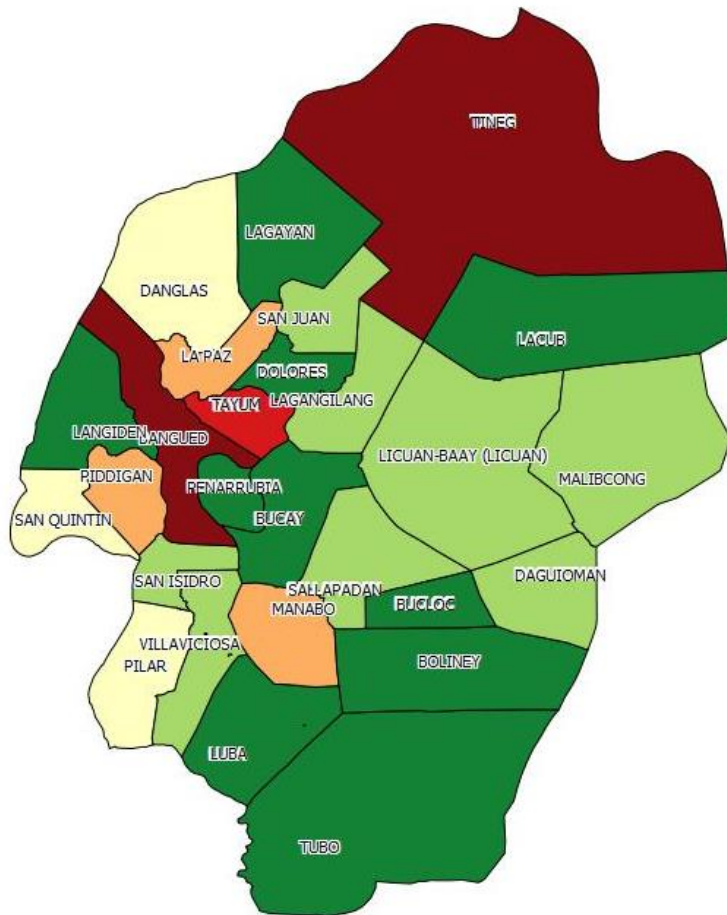 TINEG
LAGAYAN
DANGLAS
SAN JUAN
LACUB
LA PAZ
DOLORES
LAGANGILANG
TAYUM
LANGIDEN
BANGUED
LICUAN-BAAY (LICUAN)
PIDDIGAN
MALIBCONG
PENARRUBIA
SAN QUINTIN
BUCAY
SAN ISIDRO
DAGUIOMAN
SALLAPADAN
MANABO
BUCLOC
VILLAVICIOSA
PILAR
BOLINEY
LUBA
TUBO